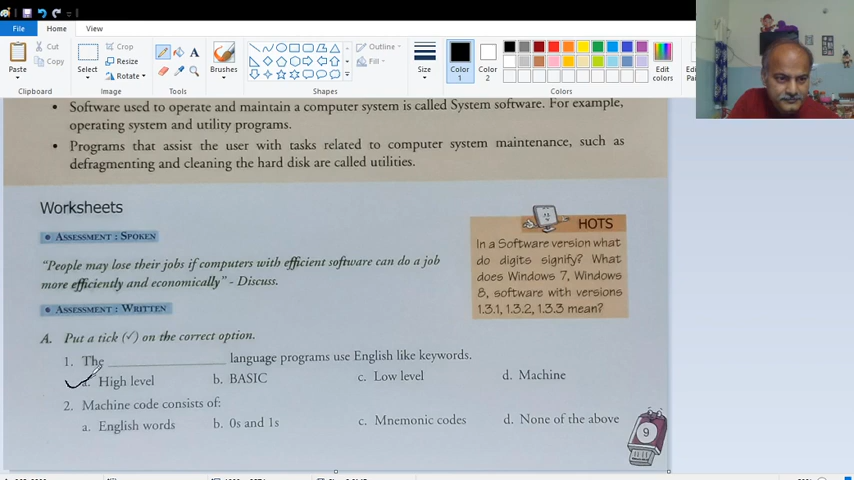 File Home View
Cut Crop Outline
Copy Resize Fill
Paste Select Rotate Brushes Size Color 1 Color 2 Edit colors Edit
Clipboard Image Tools Shapes Colors
• Software used to operate and maintain a computer system is called System software. For example,
operating system and utility programs.
• Programs that assist the user with tasks related to computer system maintenance, such as
defragmenting and cleaning the hard disk are called utilities.
Worksheets
• ASSESSMENT : SPOKEN
"People may lose their jobs if computers with efficient software can do a job
more efficiently and economically" - Discuss.
HOTS
In a Software version what
do digits signify? What
does Windows 7, Windows
8, software with versions
1.3.1, 1.3.2, 1.3.3 mean?
• ASSESSMENT : WRITTEN
A. Put a tick (✓) on the correct option.
1. The ____________________ language programs use English like keywords.
a. High level b. BASIC c. Low level d. Machine
2. Machine code consists of:
a. English words b. 0s and 1s c. Mnemonic codes d. None of the above
9